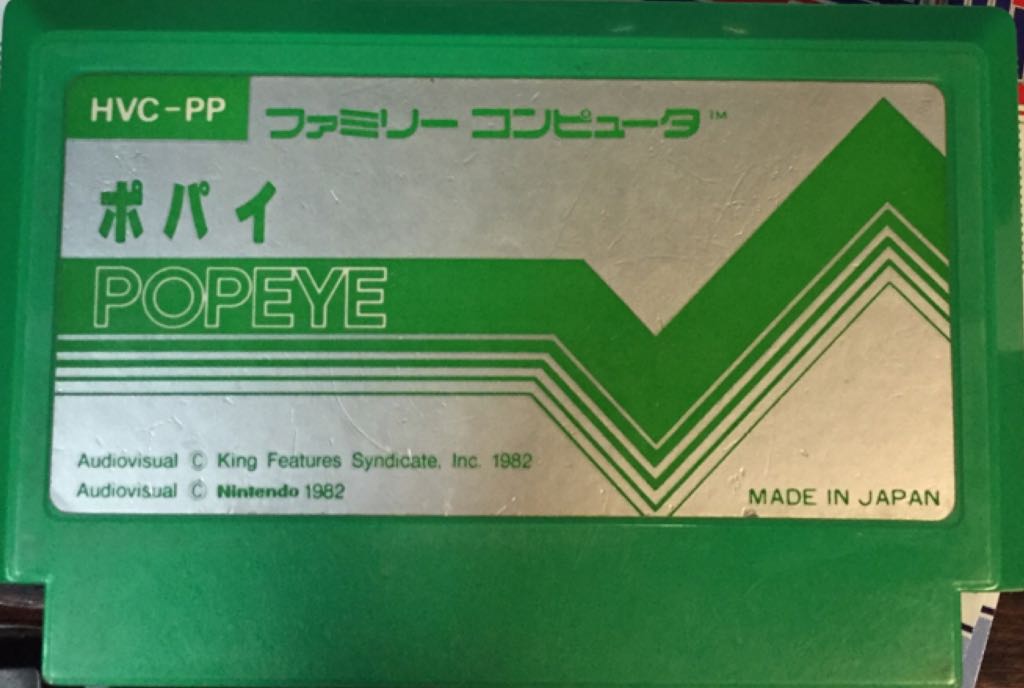 HVC-PP
ファミリー コンピュータ™
ポパイ
POPEYE
Audiovisual © King Features Syndicate, Inc. 1982
Audiovisual © Nintendo 1982
MADE IN JAPAN